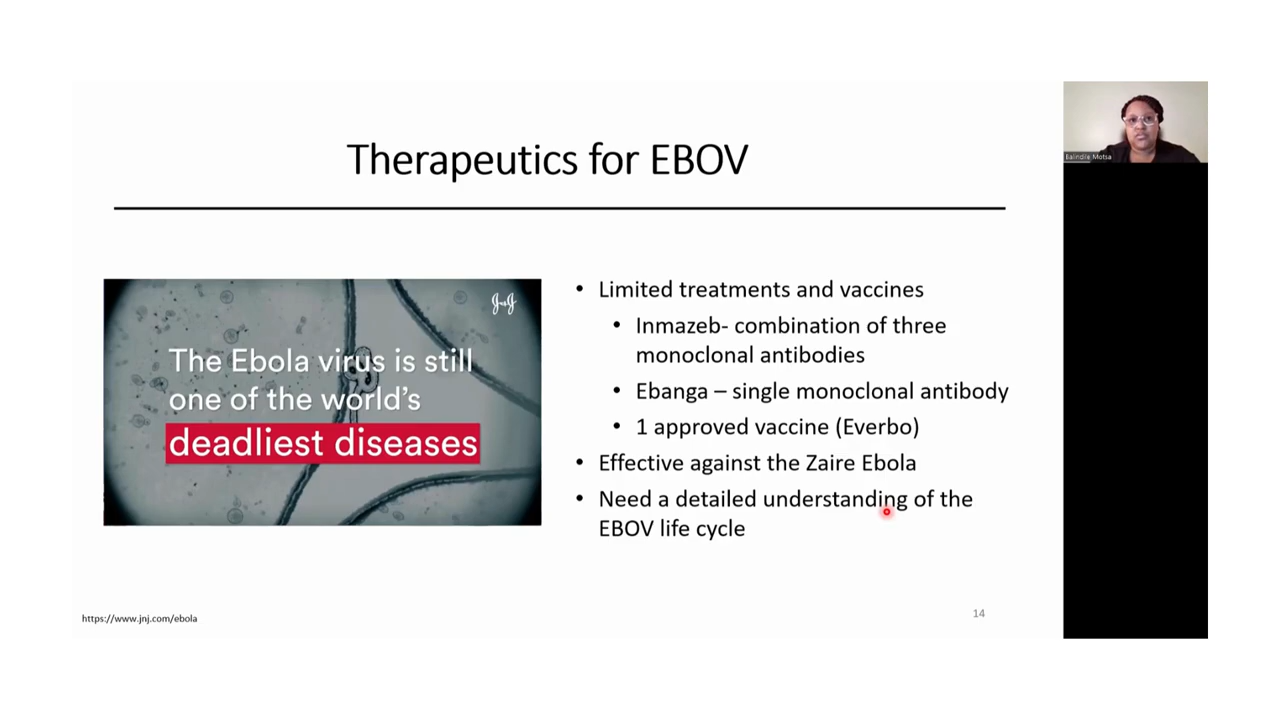 Therapeutics for EBOV
The Ebola virus is still
one of the world's
deadliest diseases
J&J
• Limited treatments and vaccines
• Inmazeb- combination of three
monoclonal antibodies
• Ebanga – single monoclonal antibody
• 1 approved vaccine (Everbo)
• Effective against the Zaire Ebola
• Need a detailed understanding of the
EBOV life cycle
https://www.jnj.com/ebola
14
Motsa